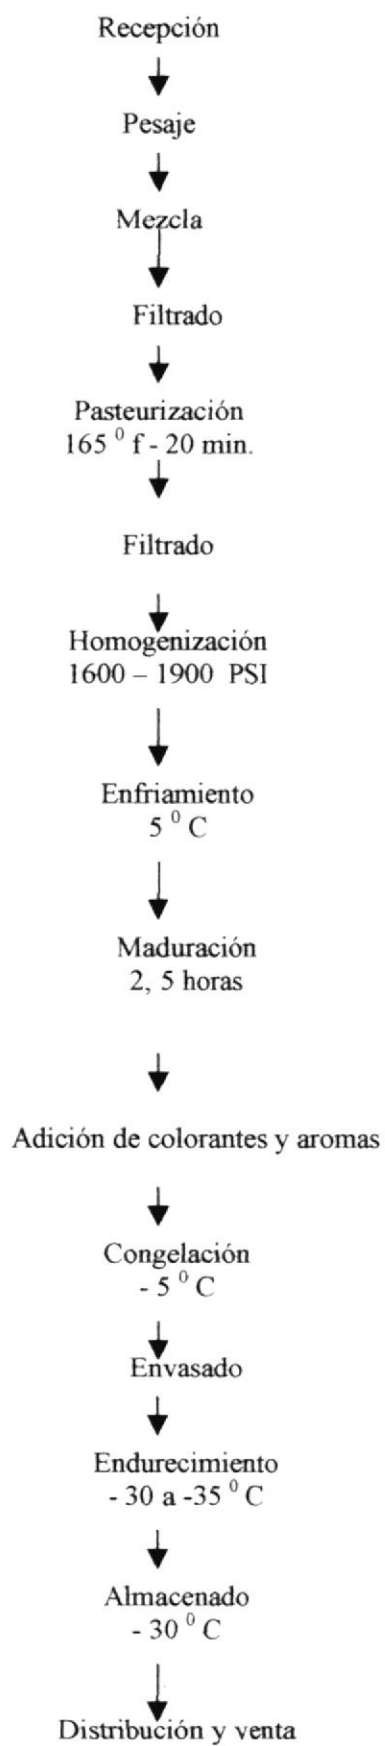 Recepción
Pesaje
Mezcla
Filtrado
Pasteurización
165 ⁰ f - 20 min.
Filtrado
Homogenización
1600 – 1900 PSI
Enfriamiento
5 ⁰ C
Maduración
2, 5 horas
Adición de colorantes y aromas
Congelación
- 5 ⁰ C
Envasado
Endurecimiento
- 30 a -35 ⁰ C
Almacenado
- 30 ⁰ C
Distribución y venta